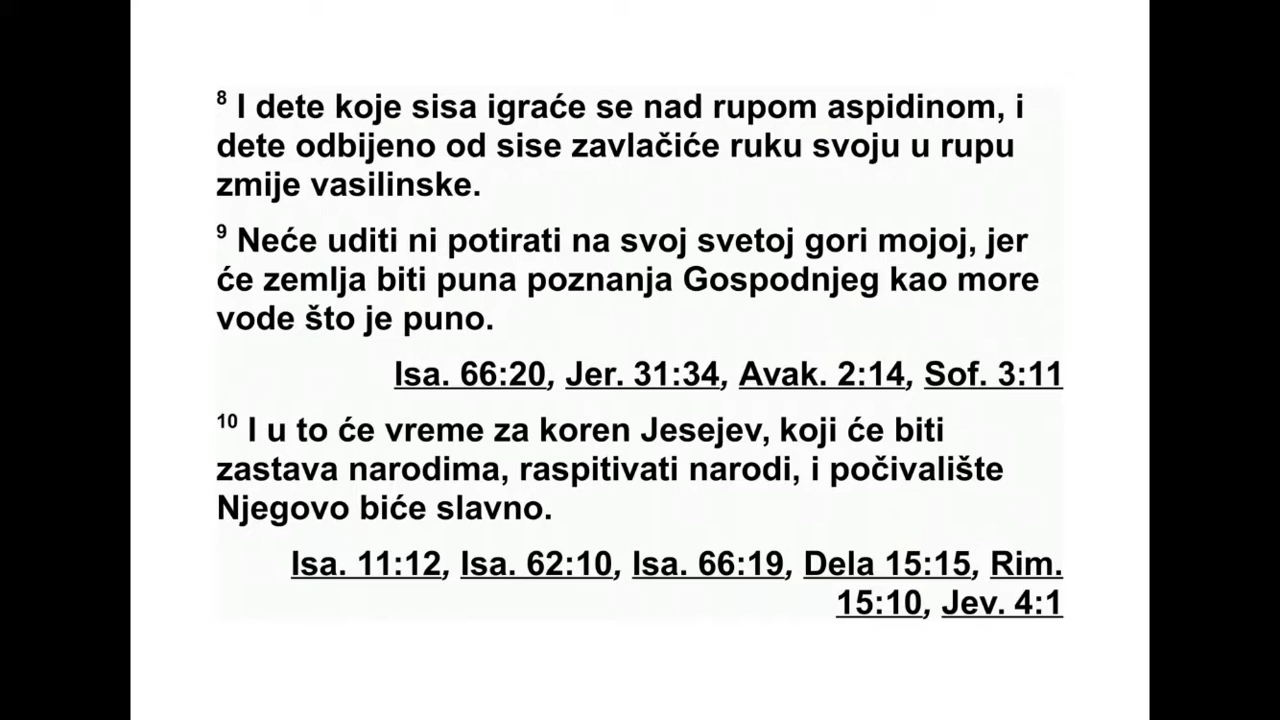 8 I dete koje sisa igraće se nad rupom aspidinom, i
dete odbijeno od sise zavlačiće ruku svoju u rupu
zmije vasilinske.
9 Neće uditi ni potirati na svoj svetoj gori mojoj, jer
će zemlja biti puna poznanja Gospodnjeg kao more
vode što je puno.
Isa. 66:20, Jer. 31:34, Avak. 2:14, Sof. 3:11
10 I u to će vreme za koren Jesejev, koji će biti
zastava narodima, raspitivati narodi, i počivalište
Njegovo biće slavno.
Isa. 11:12, Isa. 62:10, Isa. 66:19, Dela 15:15, Rim.
15:10, Jev. 4:1